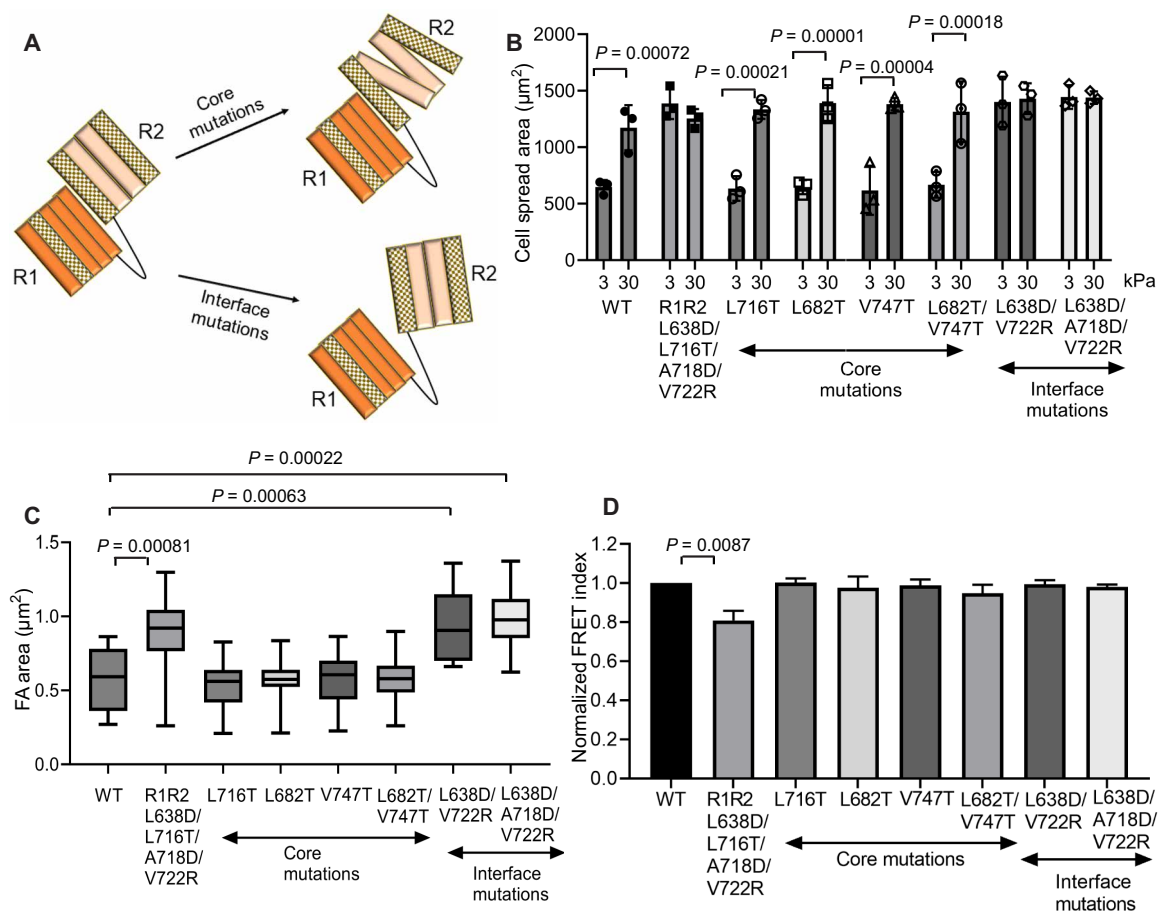 A
R2
Core
mutations
R1
R2
R1
Interface
mutations
R2
R1
B
Cell spread area (µm²)
2000
1500
1000
500
0
P = 0.00072
P = 0.00021
P = 0.00001
P = 0.00004
P = 0.00018
3 30 3 30 3 30 3 30 3 30 3 30 3 30 3 30 kPa
WT
R1R2
L638D/
L716T/
A718D/
V722R
L716T
L682T
V747T
L682T/
V747T
L638D/
V722R
L638D/
A718D/
V722R
Core
mutations
Interface
mutations
C
P = 0.00022
P = 0.00063
P = 0.00081
FA area (µm²)
1.5
1.0
0.5
0.0
WT
R1R2
L638D/
L716T/
A718D/
V722R
L716T
L682T
V747T
L682T/
V747T
L638D/
V722R
L638D/
A718D/
V722R
Core
mutations
Interface
mutations
D
P = 0.0087
Normalized FRET index
1.2
1.0
0.8
0.6
0.4
0.2
0.0
WT
R1R2
L638D/
L716T/
A718D/
V722R
L716T
L682T
V747T
L682T/
V747T
L638D/
V722R
L638D/
A718D/
V722R
Core mutations
Interface
mutations